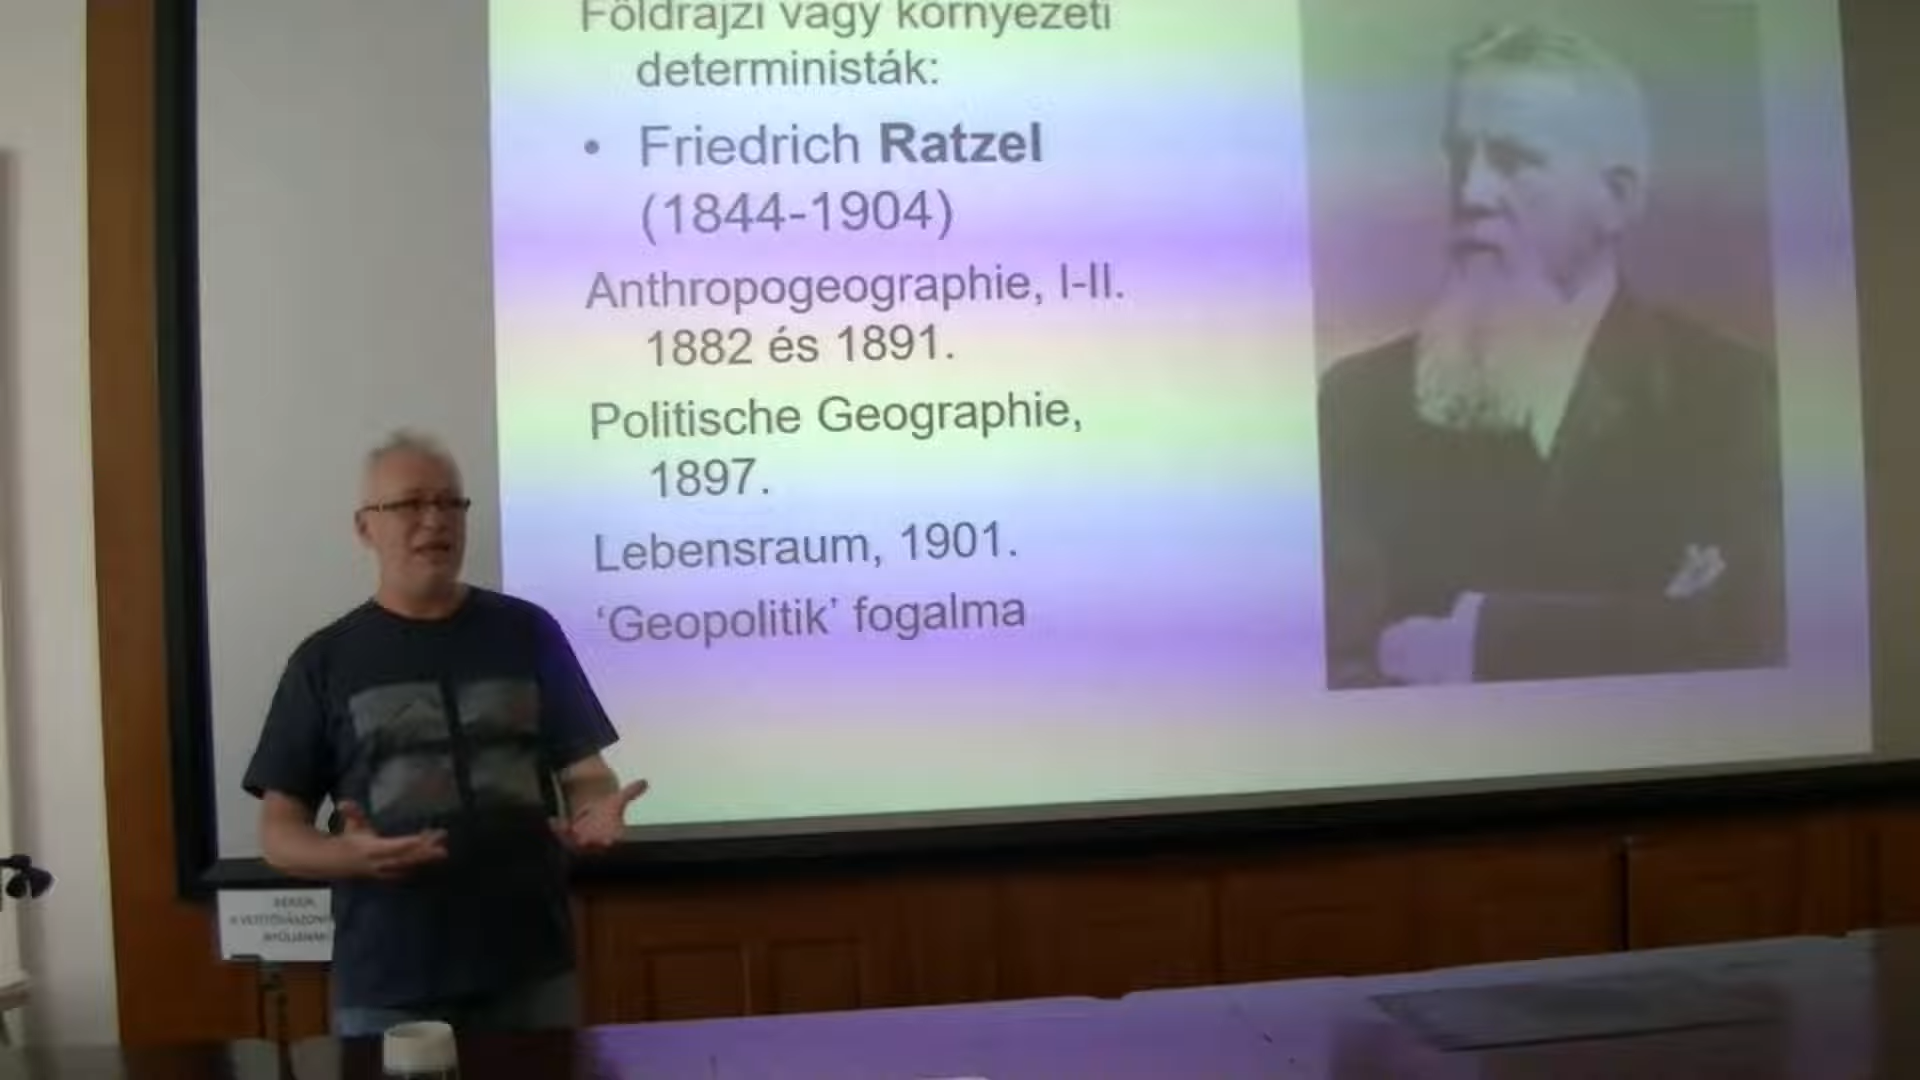 Földrajzi vagy környezeti
deterministák:
• Friedrich Ratzel
(1844-1904)
Anthropogeographie, I-II.
1882 és 1891.
Politische Geographie,
1897.
Lebensraum, 1901.
‘Geopolitik’ fogalma